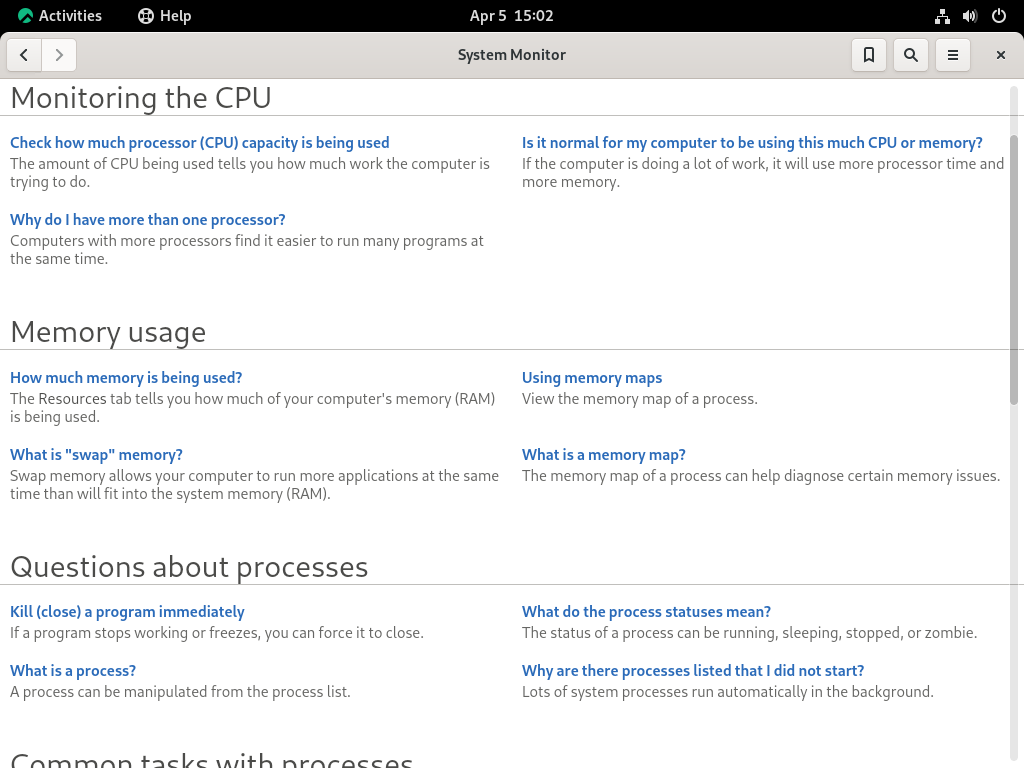 Activities Help Apr 5 15:02
System Monitor
Monitoring the CPU
Check how much processor (CPU) capacity is being used
The amount of CPU being used tells you how much work the computer is
trying to do.
Is it normal for my computer to be using this much CPU or memory?
If the computer is doing a lot of work, it will use more processor time and
more memory.
Why do I have more than one processor?
Computers with more processors find it easier to run many programs at
the same time.
Memory usage
How much memory is being used?
The Resources tab tells you how much of your computer's memory (RAM)
is being used.
Using memory maps
View the memory map of a process.
What is "swap" memory?
Swap memory allows your computer to run more applications at the same
time than will fit into the system memory (RAM).
What is a memory map?
The memory map of a process can help diagnose certain memory issues.
Questions about processes
Kill (close) a program immediately
If a program stops working or freezes, you can force it to close.
What do the process statuses mean?
The status of a process can be running, sleeping, stopped, or zombie.
What is a process?
A process can be manipulated from the process list.
Why are there processes listed that I did not start?
Lots of system processes run automatically in the background.
Common tasks with processes